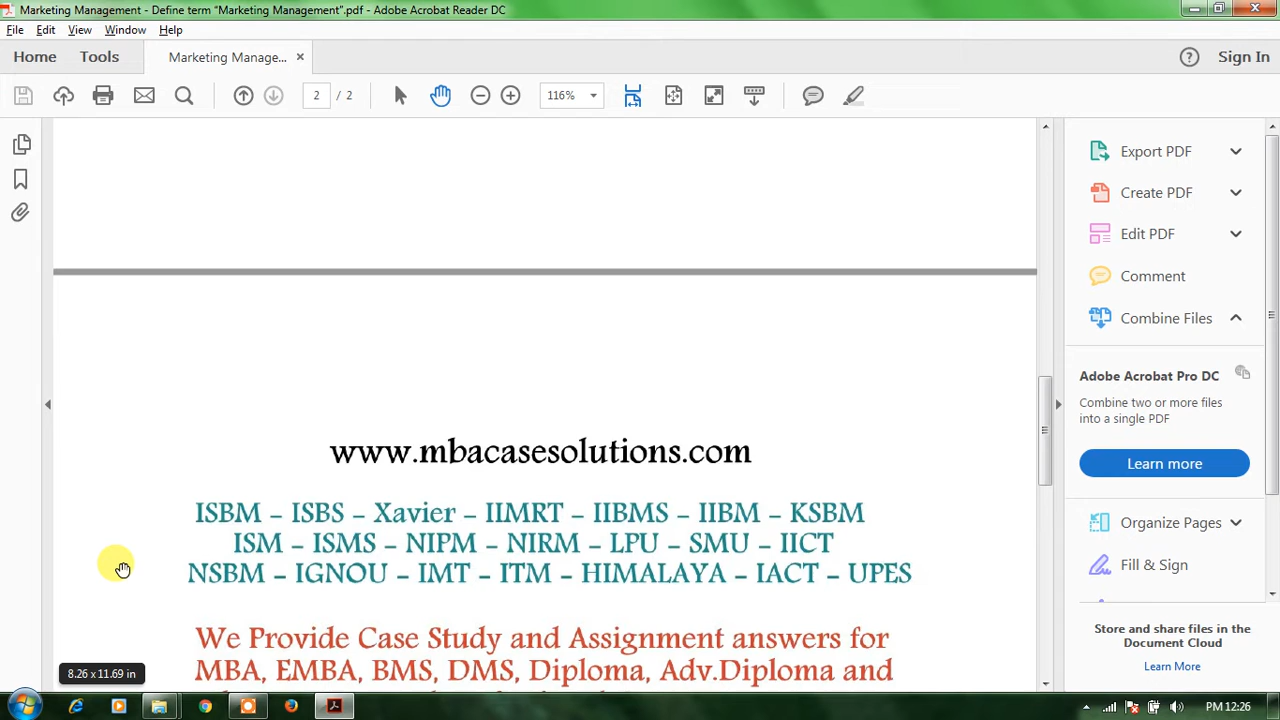 Marketing Management - Define term “Marketing Management”.pdf - Adobe Acrobat Reader DC
File Edit View Window Help
Home Tools Marketing Manage... × Sign In
2 / 2 116%
Export PDF
Create PDF
Edit PDF
Comment
Combine Files
Adobe Acrobat Pro DC
Combine two or more files
into a single PDF
Learn more
Organize Pages
Fill & Sign
Store and share files in the
Document Cloud
Learn More
www.mbacasesolutions.com
ISBM – ISBS – Xavier – IIMRT – IIBMS – IIBM – KSBM
ISM – ISMS – NIPM – NIRM – LPU – SMU – IICT
NSBM – IGNOU – IMT – ITM – HIMALAYA – IACT – UPES
We Provide Case Study and Assignment answers for
MBA, EMBA, BMS, DMS, Diploma, Adv.Diploma and
8.26 x 11.69 in
PM 12:26